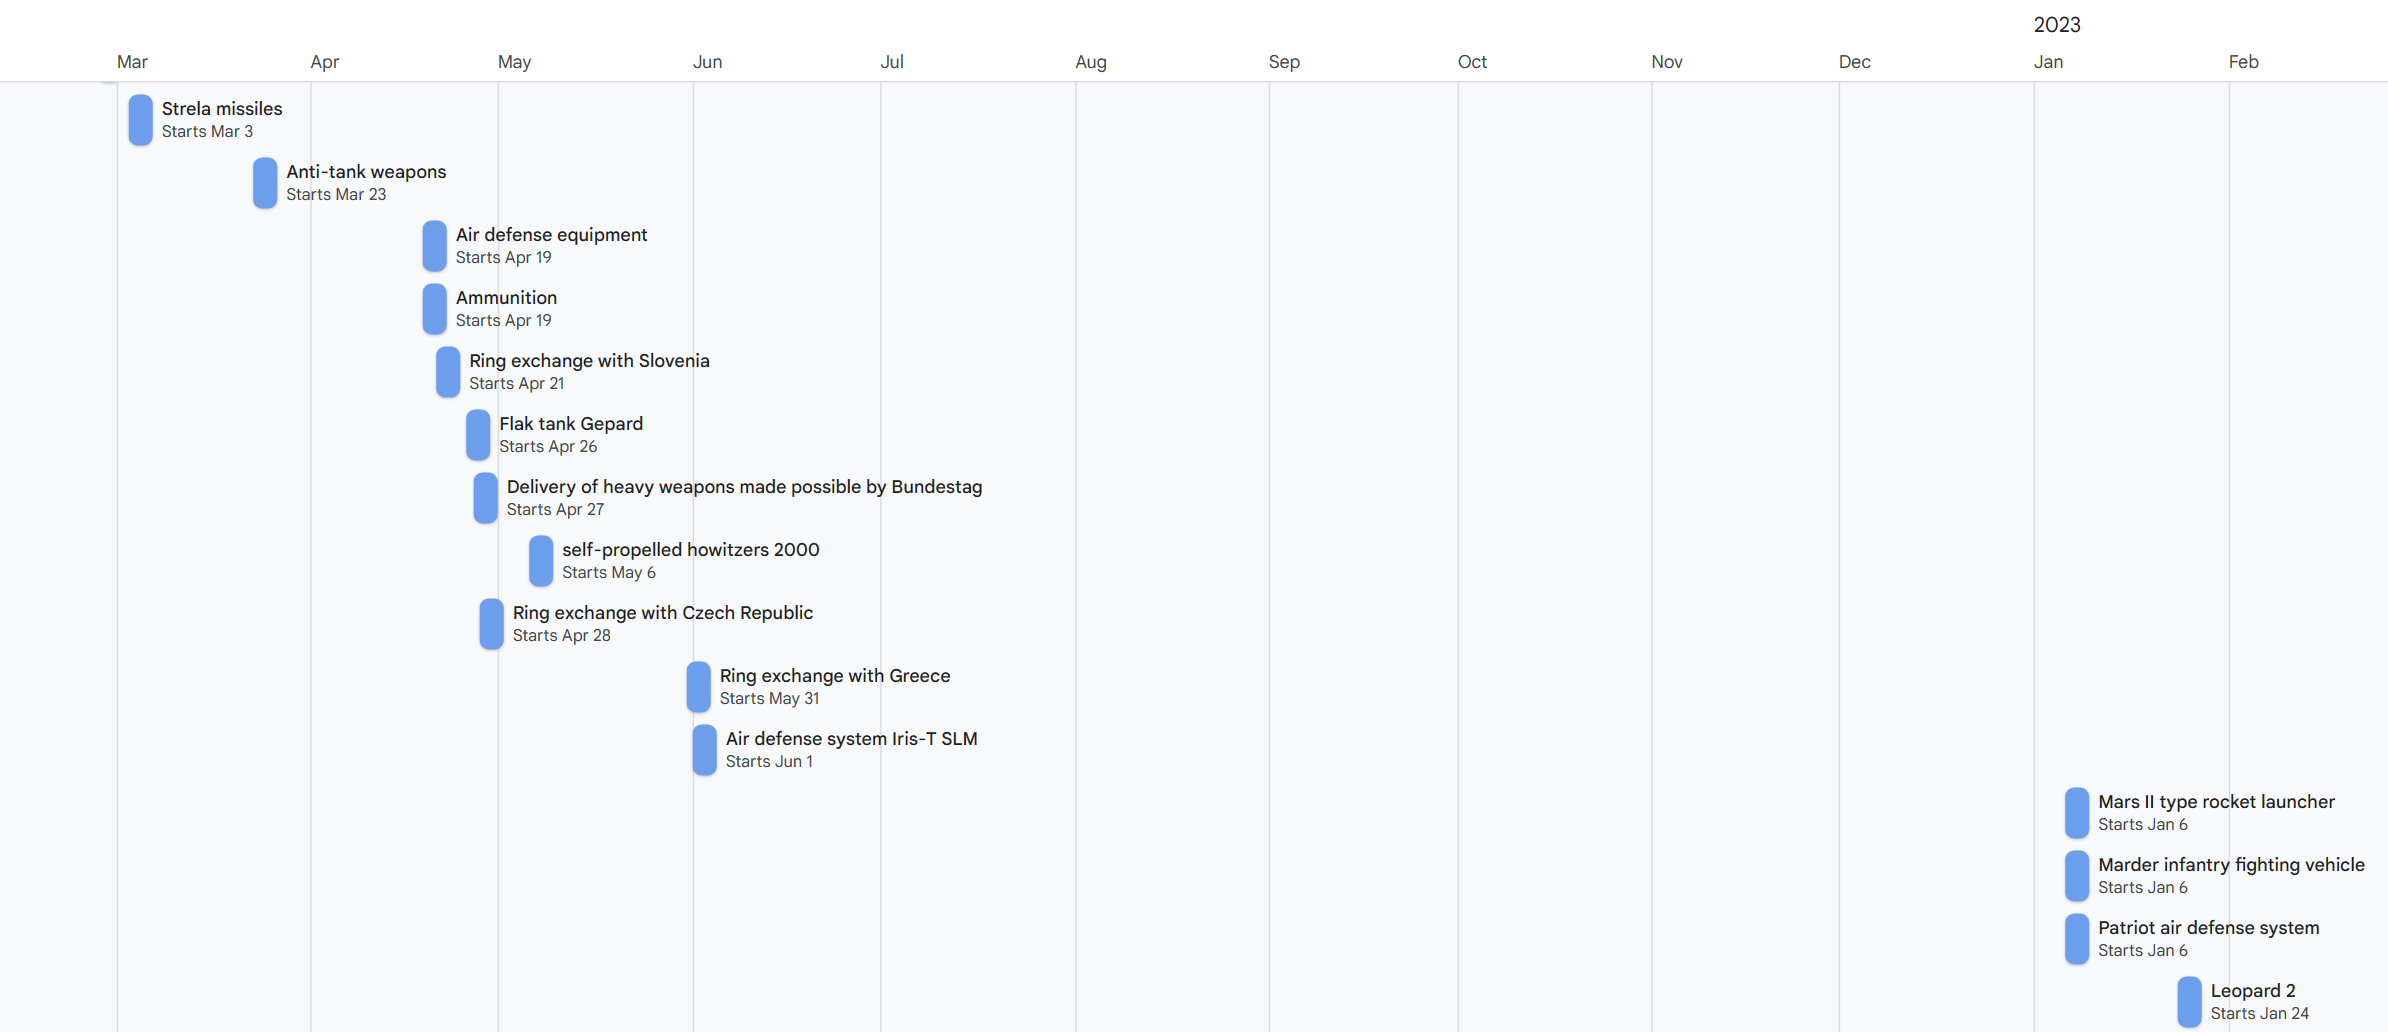 2023
Mar Apr May Jun Jul Aug Sep Oct Nov Dec Jan Feb
Strela missiles
Starts Mar 3
Anti-tank weapons
Starts Mar 23
Air defense equipment
Starts Apr 19
Ammunition
Starts Apr 19
Ring exchange with Slovenia
Starts Apr 21
Flak tank Gepard
Starts Apr 26
Delivery of heavy weapons made possible by Bundestag
Starts Apr 27
self-propelled howitzers 2000
Starts May 6
Ring exchange with Czech Republic
Starts Apr 28
Ring exchange with Greece
Starts May 31
Air defense system Iris-T SLM
Starts Jun 1
Mars II type rocket launcher
Starts Jan 6
Marder infantry fighting vehicle
Starts Jan 6
Patriot air defense system
Starts Jan 6
Leopard 2
Starts Jan 24